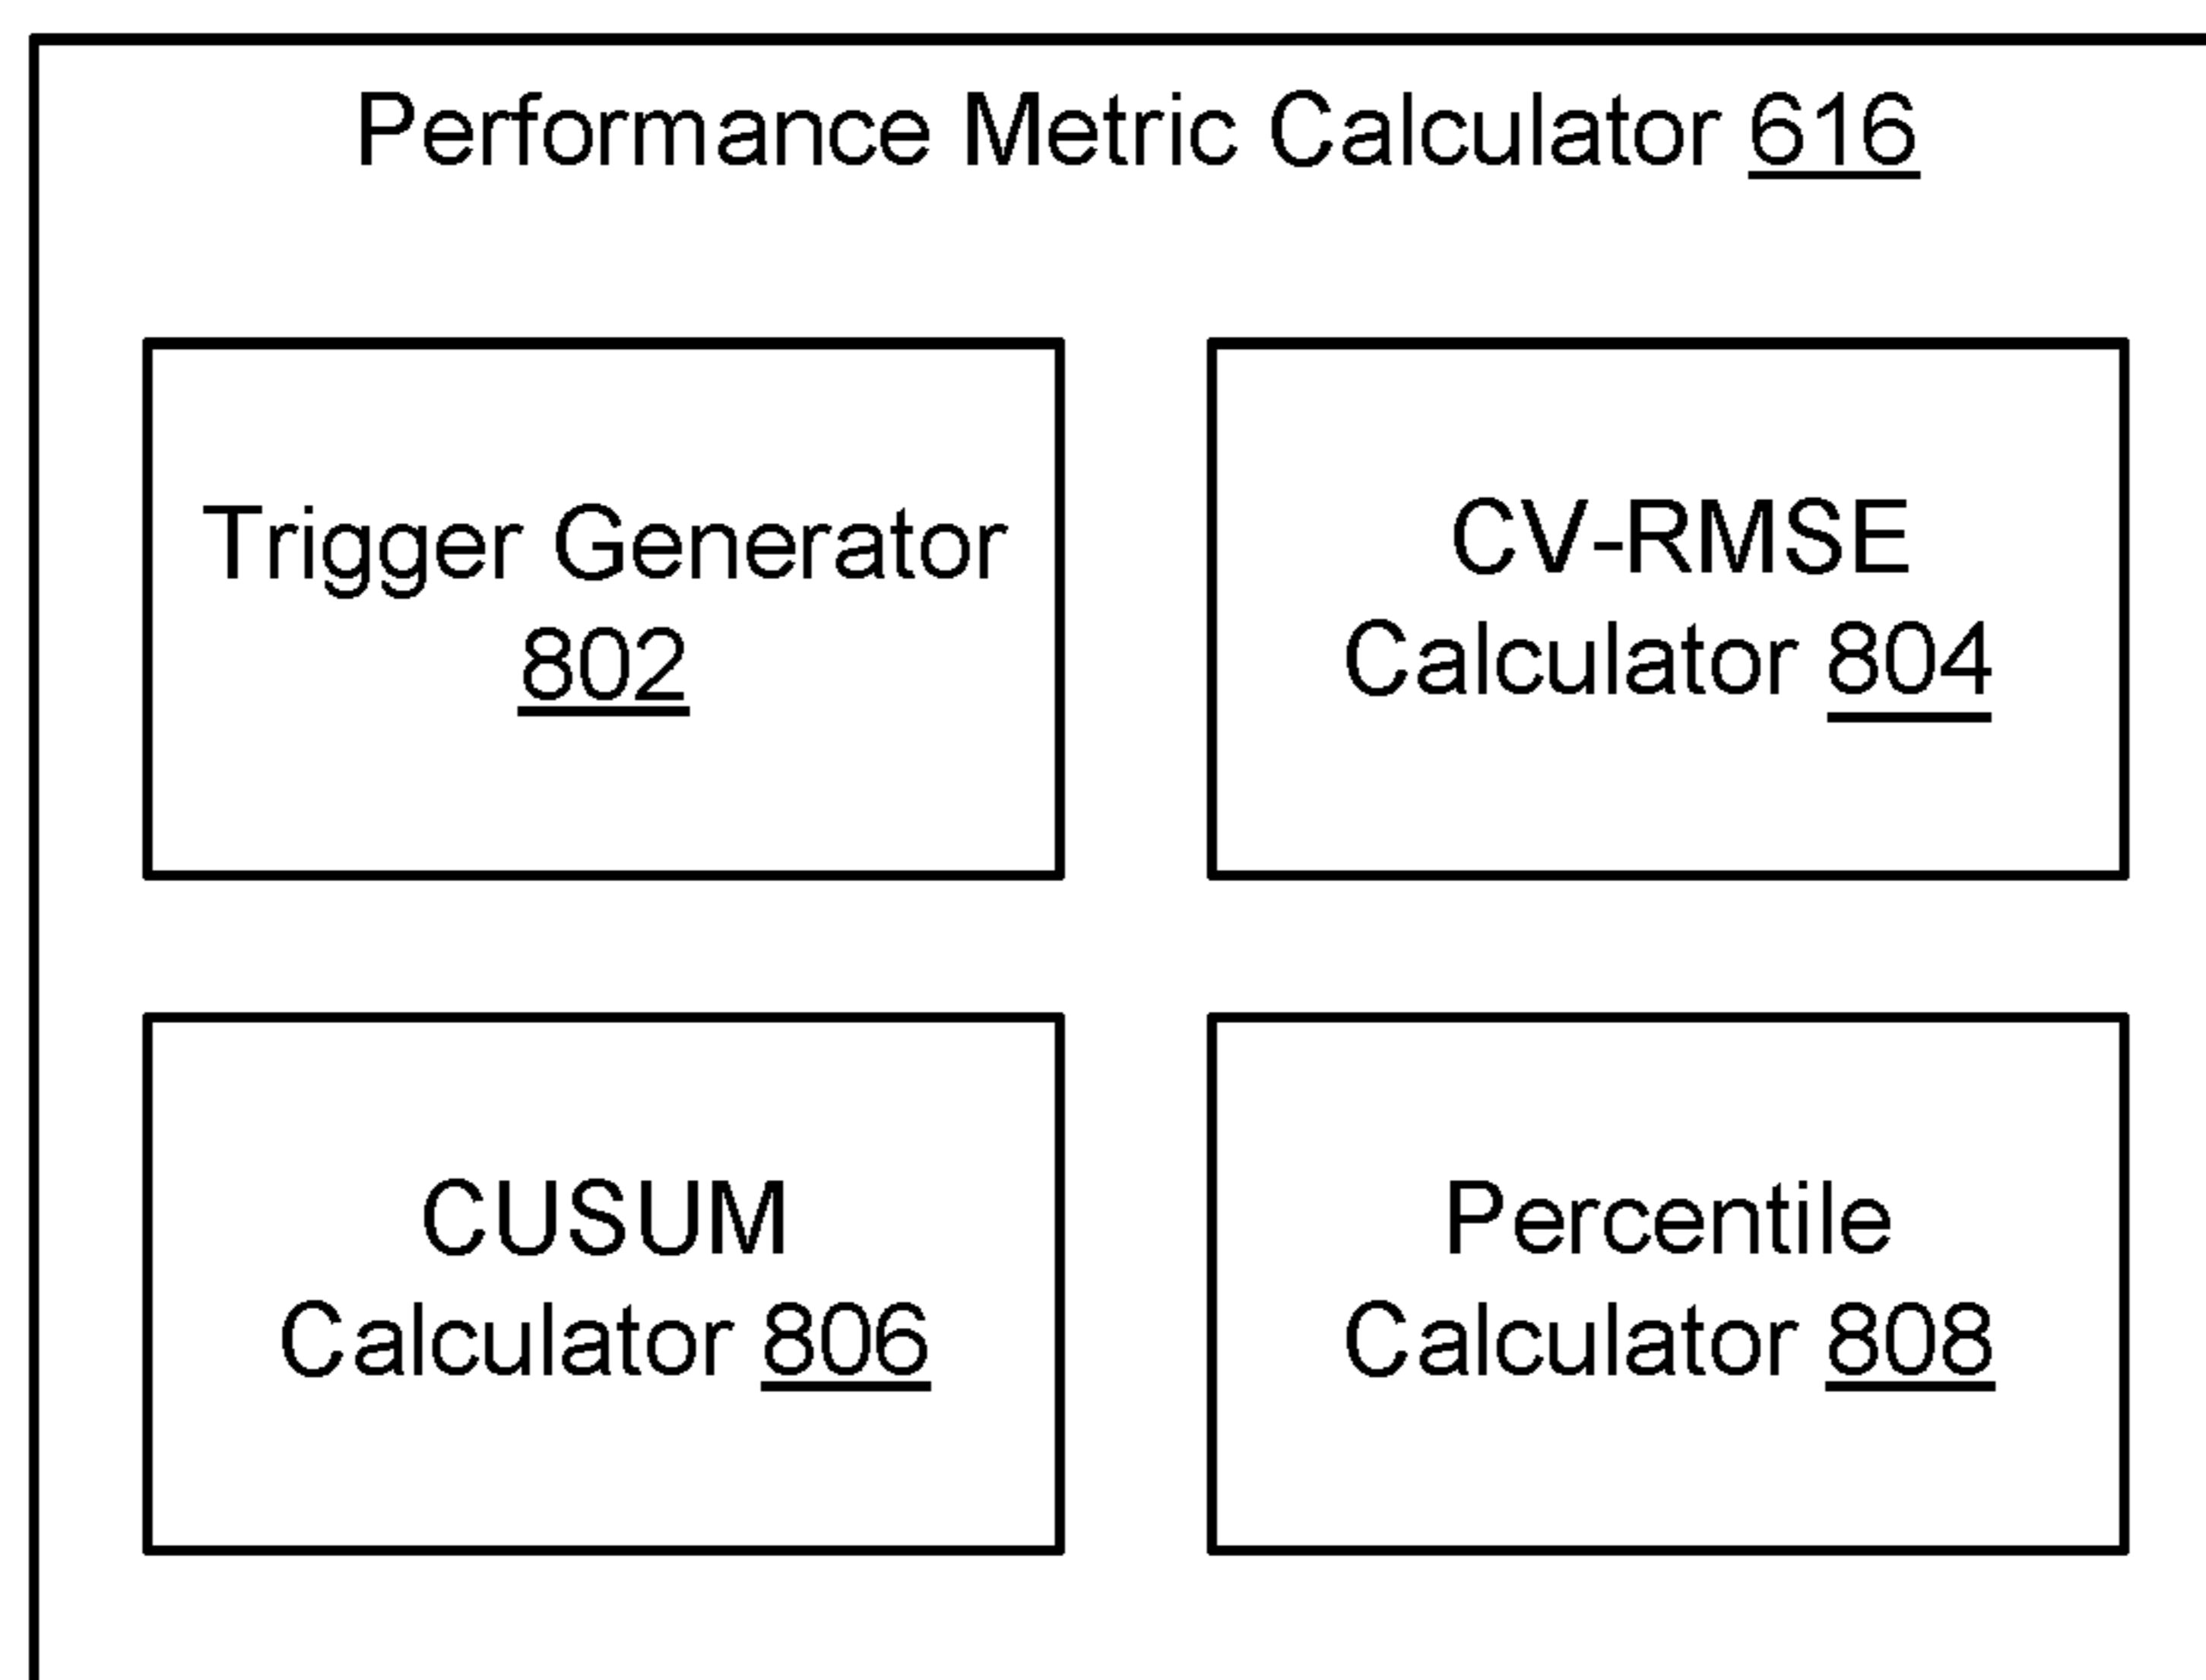 Performance Metric Calculator 616
Trigger Generator
802
CV-RMSE
Calculator 804
CUSUM
Calculator 806
Percentile
Calculator 808